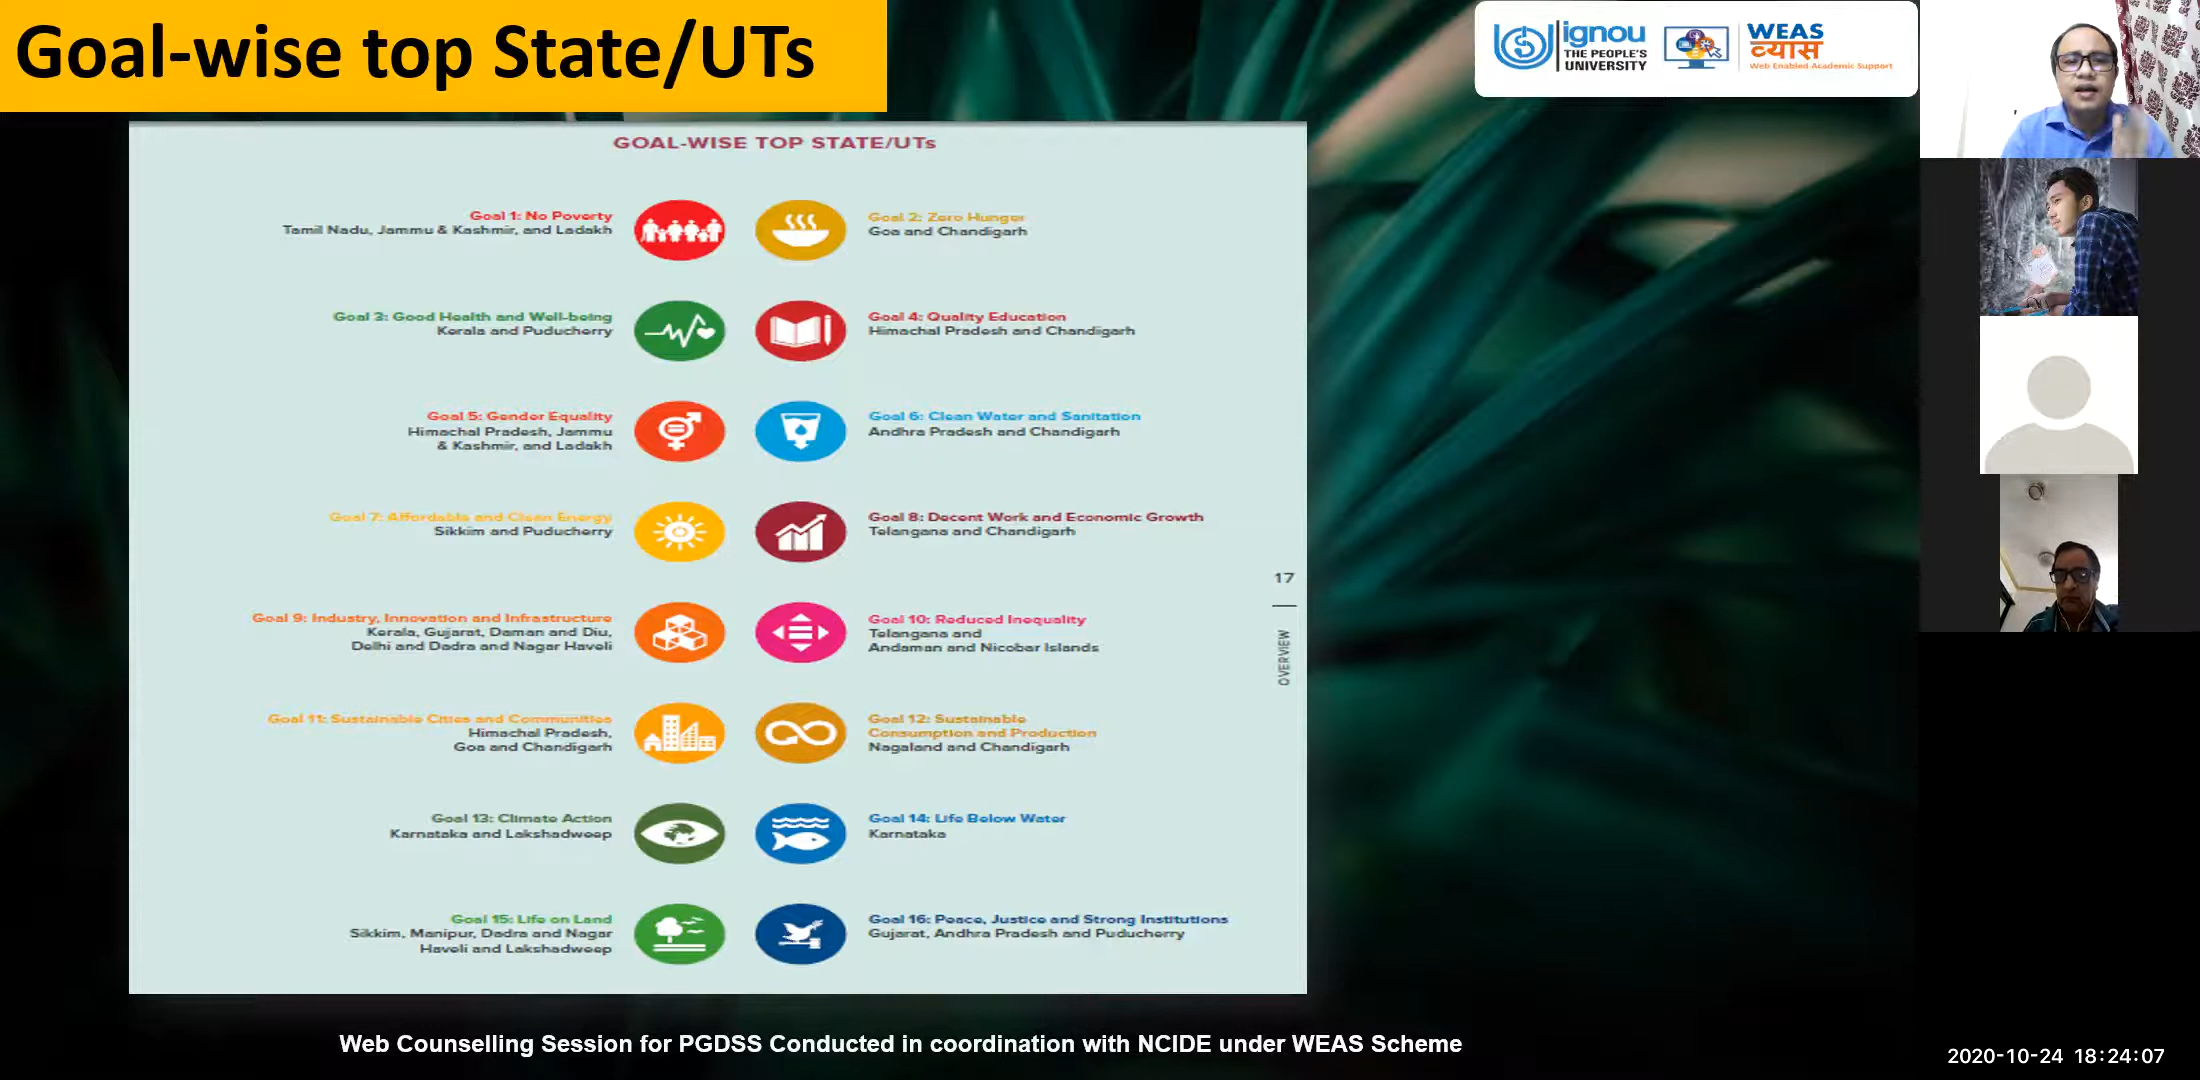 Goal-wise top State/UTs
ignou
THE PEOPLE'S
UNIVERSITY
WEAS
व्यास
Web Enabled Academic Support
GOAL-WISE TOP STATE/UTs
Goal 1: No Poverty
Tamil Nadu, Jammu & Kashmir, and Ladakh
Goal 2: Zero Hunger
Goa and Chandigarh
Goal 3: Good Health and Well-being
Kerala and Puducherry
Goal 4: Quality Education
Himachal Pradesh and Chandigarh
Goal 5: Gender Equality
Himachal Pradesh, Jammu
& Kashmir, and Ladakh
Goal 6: Clean Water and Sanitation
Andhra Pradesh and Chandigarh
Goal 7: Affordable and Clean Energy
Sikkim and Puducherry
Goal 8: Decent Work and Economic Growth
Telangana and Chandigarh
Goal 9: Industry, Innovation and Infrastructure
Kerala, Gujarat, Daman and Diu,
Delhi and Dadra and Nagar Haveli
Goal 10: Reduced Inequality
Telangana and
Andaman and Nicobar Islands
Goal 11: Sustainable Cities and Communities
Himachal Pradesh,
Goa and Chandigarh
Goal 12: Sustainable
Consumption and Production
Nagaland and Chandigarh
Goal 13: Climate Action
Karnataka and Lakshadweep
Goal 14: Life Below Water
Karnataka
Goal 15: Life on Land
Sikkim, Manipur, Dadra and Nagar
Haveli and Lakshadweep
Goal 16: Peace, Justice and Strong Institutions
Gujarat, Andhra Pradesh and Puducherry
17
OVERVIEW
Web Counselling Session for PGDSS Conducted in coordination with NCIDE under WEAS Scheme
2020-10-24 18:24:07